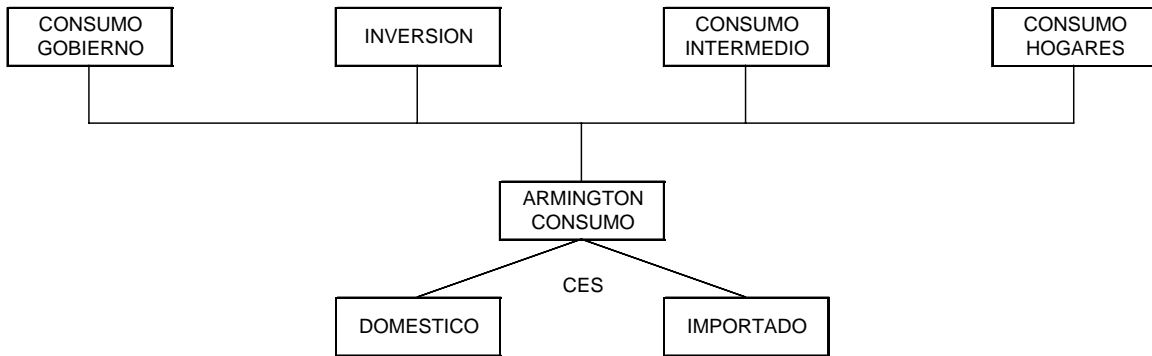 CONSUMO
GOBIERNO
INVERSION
CONSUMO
INTERMEDIO
CONSUMO
HOGARES
ARMINGTON
CONSUMO
CES
DOMESTICO
IMPORTADO